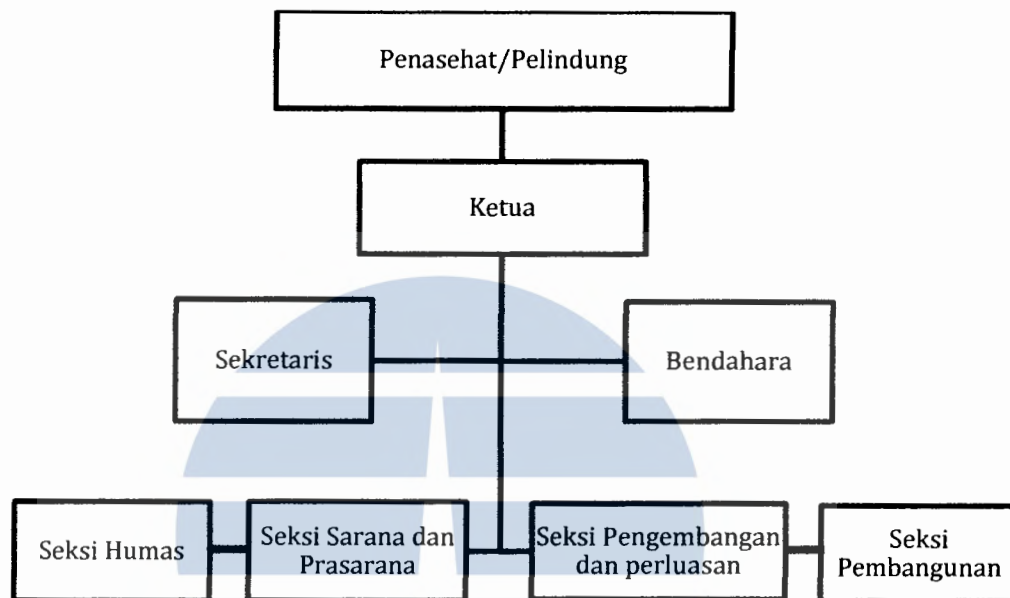 Penasehat/Pelindung
Ketua
Sekretaris
Bendahara
Seksi Humas
Seksi Sarana dan
Prasarana
Seksi Pengembangan
dan perluasan
Seksi
Pembangunan